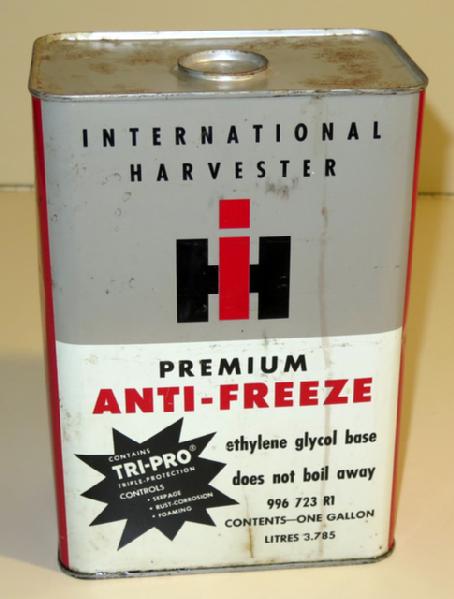 INTERNATIONAL
HARVESTER
IH
PREMIUM
ANTI-FREEZE
CONTAINS
TRI-PRO®
TRIPLE-PROTECTION
CONTROLS
• SEEPAGE
• RUST-CORROSION
• FOAMING
ethylene glycol base
does not boil away
996 723 R1
CONTENTS—ONE GALLON
LITRES 3.785